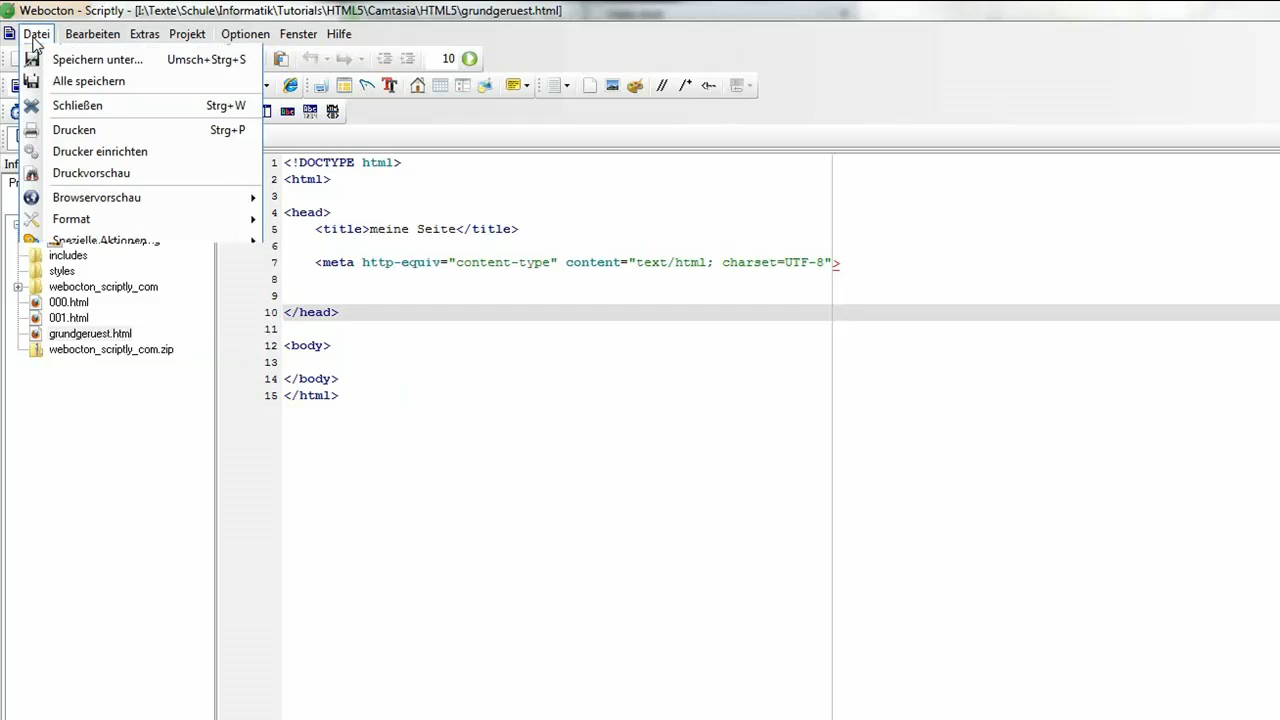 Webocton - Scriptly - [I:\Texte\Schule\Informatik\Tutorials\HTML5\Camtasia\HTML5\grundgeruest.html]
Datei Bearbeiten Extras Projekt Optionen Fenster Hilfe
Speichern unter... Umsch+Strg+S
10
Alle speichern
Schließen Strg+W
Drucken Strg+P
Drucker einrichten
Druckvorschau
Browservorschau
Format
Spezielle Aktionen
includes
styles
webocton_scriptly_com
000.html
001.html
grundgeruest.html
webocton_scriptly_com.zip
1 <!DOCTYPE html>
2 <html>
3
4 <head>
5 <title>meine Seite</title>
6
7 <meta http-equiv="content-type" content="text/html; charset=UTF-8">
8
9
10 </head>
11
12 <body>
13
14 </body>
15 </html>